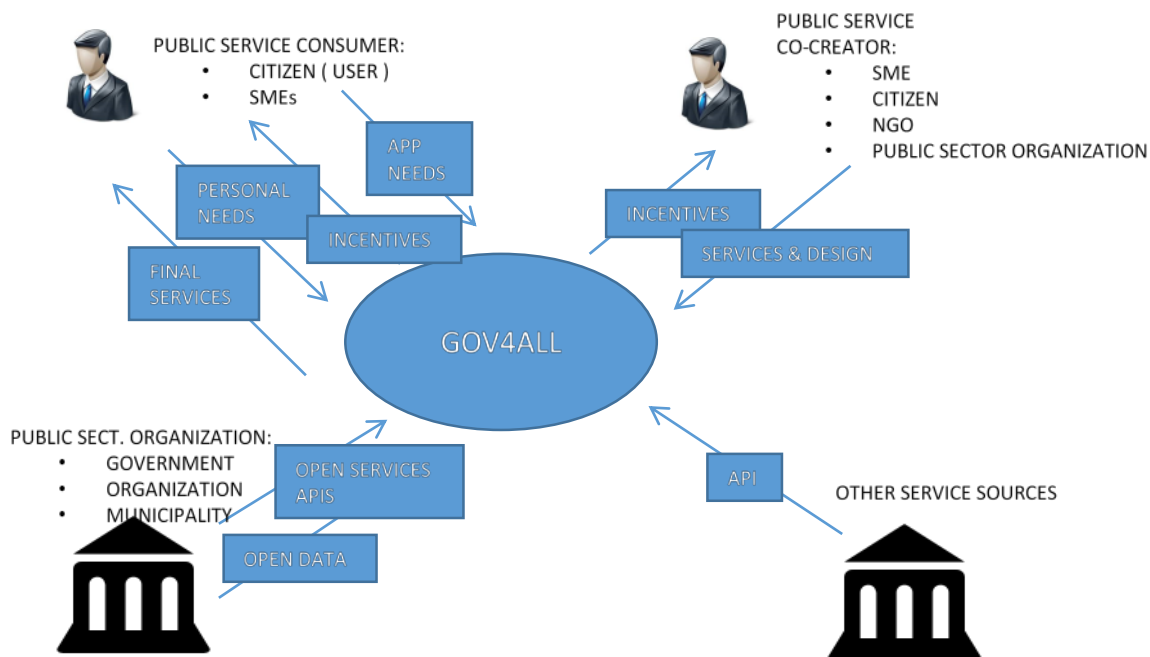 PUBLIC SERVICE CONSUMER:
• CITIZEN ( USER )
• SMEs
PUBLIC SERVICE
CO-CREATOR:
• SME
• CITIZEN
• NGO
• PUBLIC SECTOR ORGANIZATION
APP
NEEDS
PERSONAL
NEEDS
INCENTIVES
FINAL
SERVICES
INCENTIVES
SERVICES & DESIGN
GOV4ALL
PUBLIC SECT. ORGANIZATION:
• GOVERNMENT
• ORGANIZATION
• MUNICIPALITY
OPEN SERVICES
APIS
OPEN DATA
API
OTHER SERVICE SOURCES